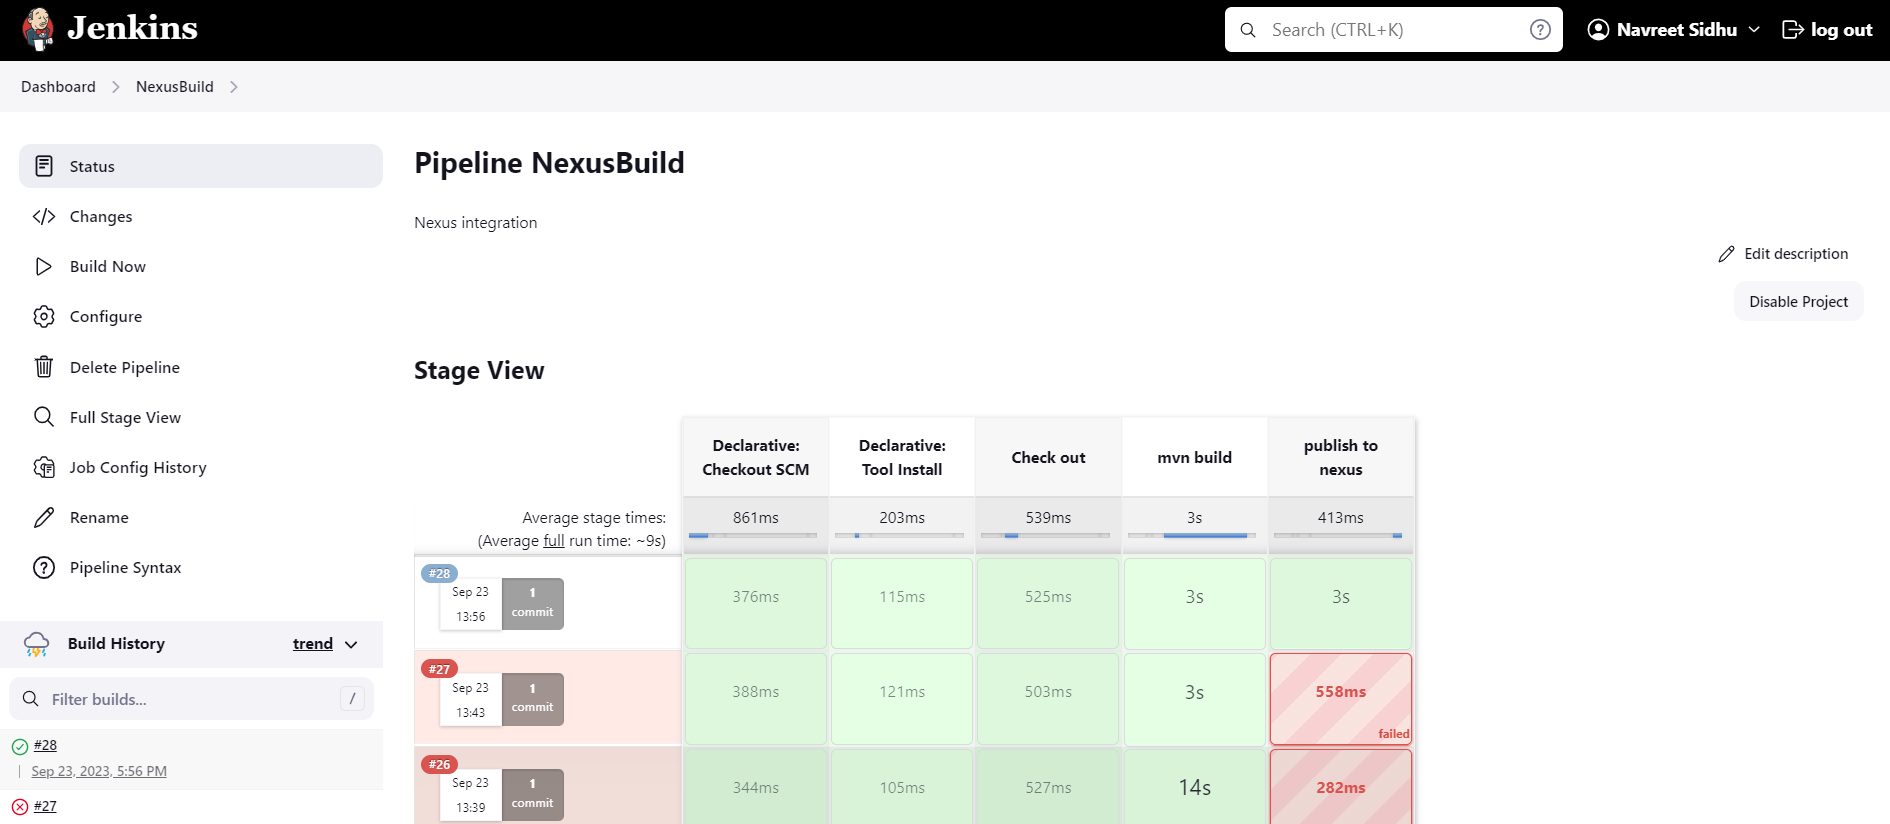 Jenkins
Search (CTRL+K)
Navreet Sidhu
log out
Dashboard
NexusBuild
Status
Changes
Build Now
Configure
Delete Pipeline
Full Stage View
Job Config History
Rename
Pipeline Syntax
Build History
trend
Filter builds...
/
#28
Sep 23, 2023, 5:56 PM
#27
Pipeline NexusBuild
Nexus integration
Edit description
Disable Project
Stage View
Declarative:
Checkout SCM
Declarative:
Tool Install
Check out
mvn build
publish to
nexus
Average stage times:
(Average full run time: ~9s)
861ms
203ms
539ms
3s
413ms
#28
Sep 23
13:56
1
commit
376ms
115ms
525ms
3s
3s
#27
Sep 23
13:43
1
commit
388ms
121ms
503ms
3s
558ms
failed
#26
Sep 23
13:39
1
commit
344ms
105ms
527ms
14s
282ms